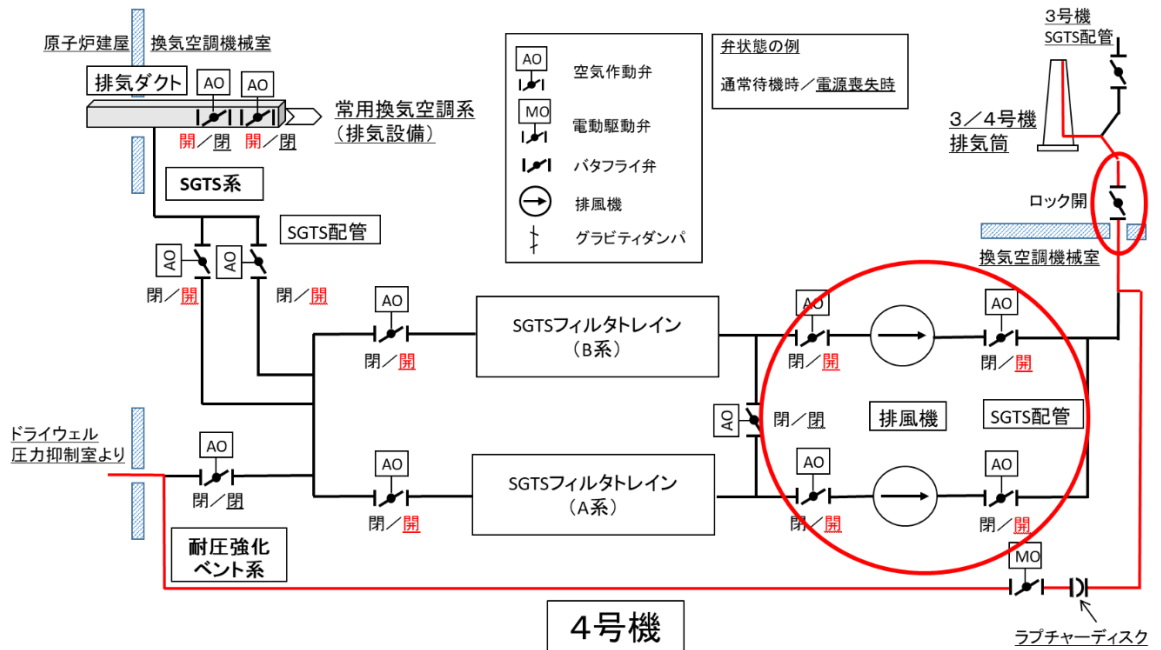 原子炉建屋
換気空調機械室
排気ダクト
AO
AO
開／閉
開／閉
常用換気空調系
(排気設備)
AO
空気作動弁
MO
電動駆動弁
バタフライ弁
排風機
グラビティダンパ
弁状態の例
通常待機時／電源喪失時
3号機
SGTS配管
3／4号機
排気筒
ロック開
換気空調機械室
SGTS系
SGTS配管
AO
AO
閉／開
閉／開
AO
閉／開
SGTSフィルタトレイン
(B系)
AO
閉／開
AO
閉／開
AO
閉／閉
排風機
SGTS配管
ドライウェル
圧力抑制室より
AO
閉／閉
AO
閉／開
SGTSフィルタトレイン
(A系)
AO
閉／開
AO
閉／開
耐圧強化
ベント系
MO
ラプチャーディスク
4号機